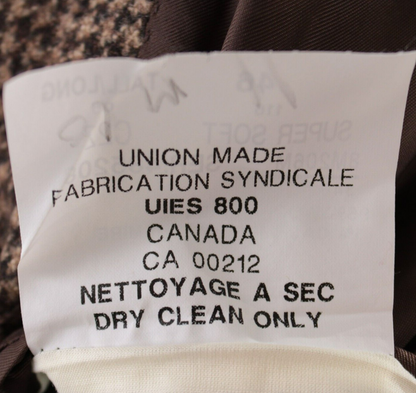 UNION MADE
FABRICATION SYNDICALE
UIES 800
CANADA
CA 00212
NETTOYAGE A SEC
DRY CLEAN ONLY